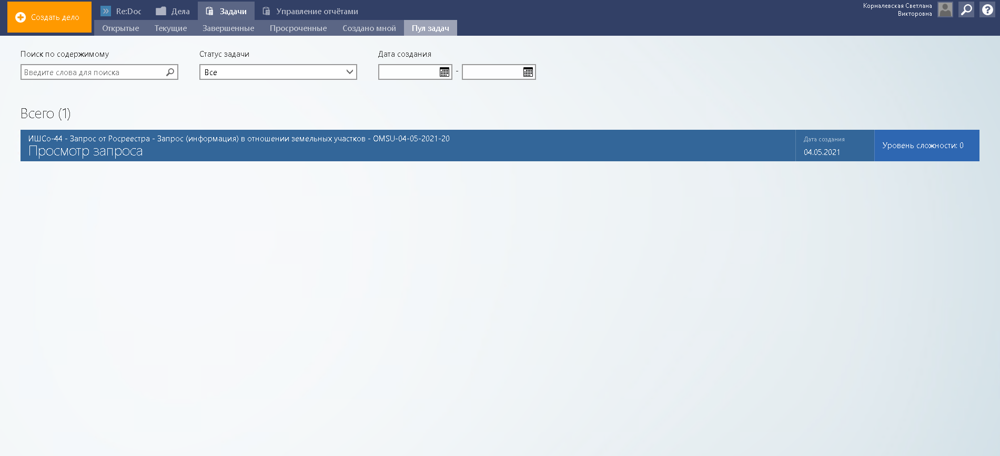 Создать дело
Re:Doc
Дела
Задачи
Управление отчётами
Корналевская Светлана
Викторовна
Открытые
Текущие
Завершенные
Просроченные
Создано мной
Пул задач
Поиск по содержимому
Статус задачи
Дата создания
Введите слова для поиска
Все
-
Всего (1)
ИШСо-44 - Запрос от Росреестра - Запрос (информация) в отношении земельных участков - OMSU-04-05-2021-20
Просмотр запроса
Дата создания
04.05.2021
Уровень сложности: 0